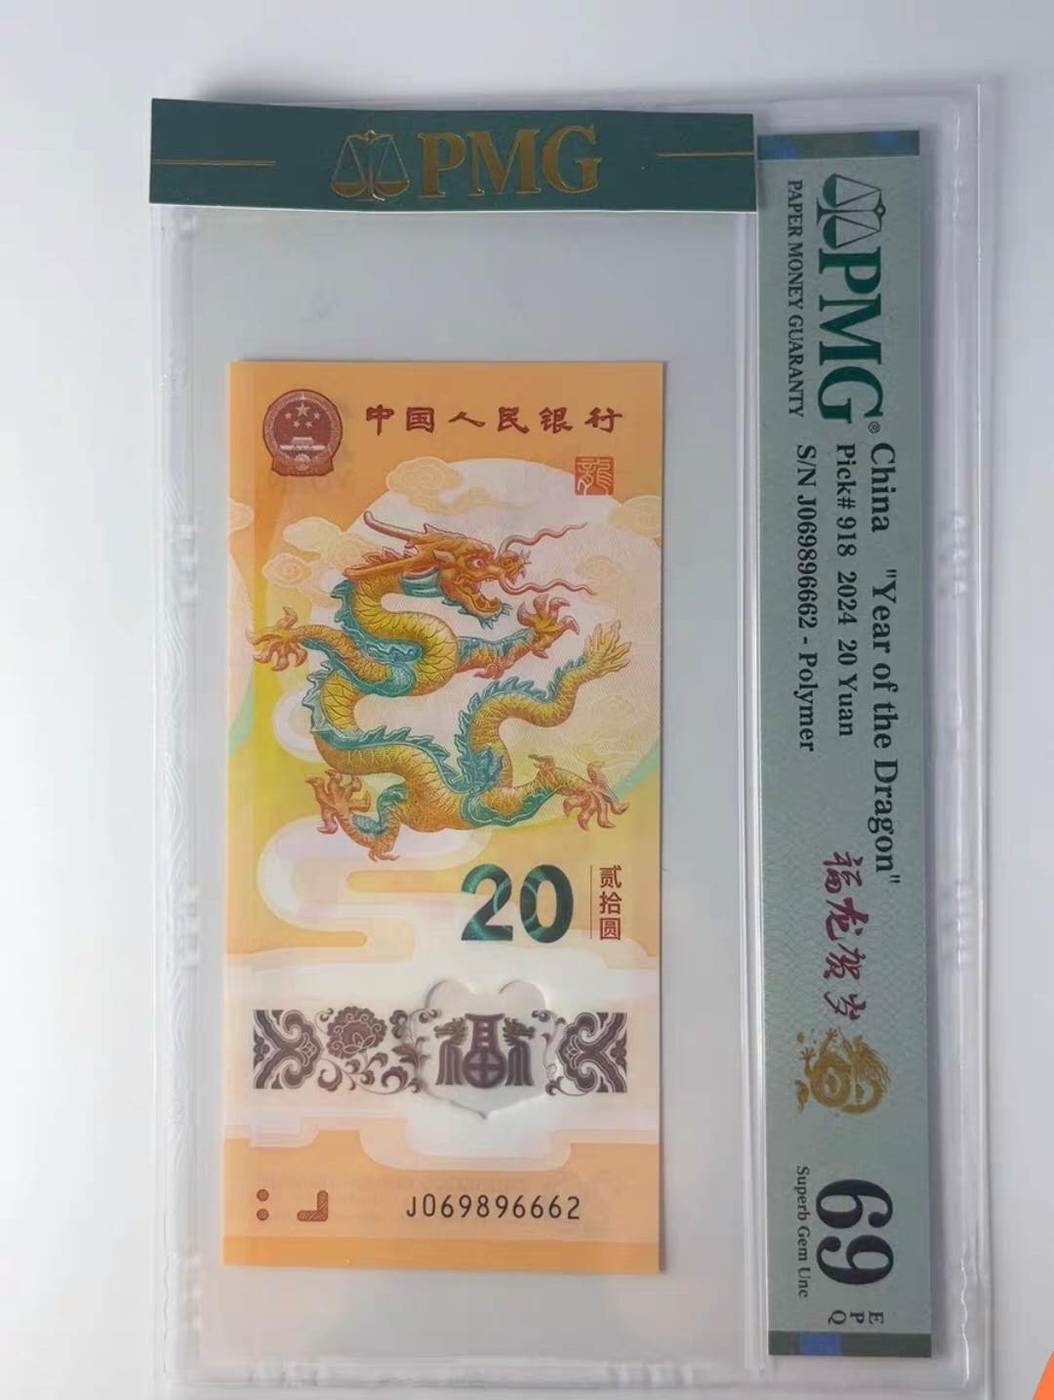 PMG
中国人民银行
龍
20
贰拾圆
福
J069896662
PMG®
PAPER MONEY GUARANTY
China "Year of the Dragon"
Pick# 918 2024 20 Yuan
S/N J069896662 - Polymer
福龙贺岁
69
EPQ
Superb Gem Unc